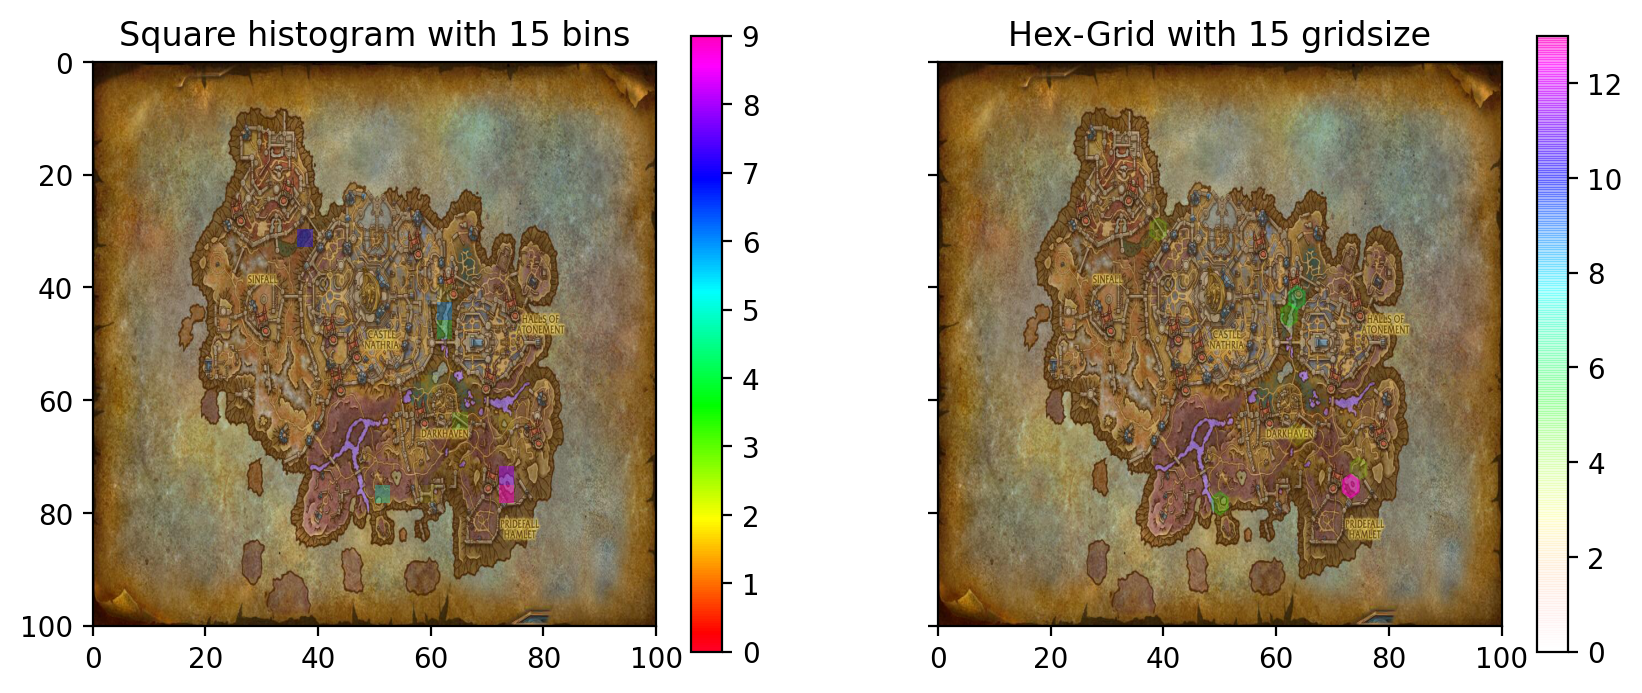 Square histogram with 15 bins
0
20
40
60
80
100
0
20
40
60
80
100
SINFALL
CASTLE
NATHRIA
HALLS OF
ATONEMENT
DARKHAVEN
PRIDEFALL
HAMLET
9
8
7
6
5
4
3
2
1
0
Hex-Grid with 15 gridsize
0
20
40
60
80
100
SINFALL
CASTLE
NATHRIA
HALLS OF
ATONEMENT
DARKHAVEN
PRIDEFALL
HAMLET
12
10
8
6
4
2
0